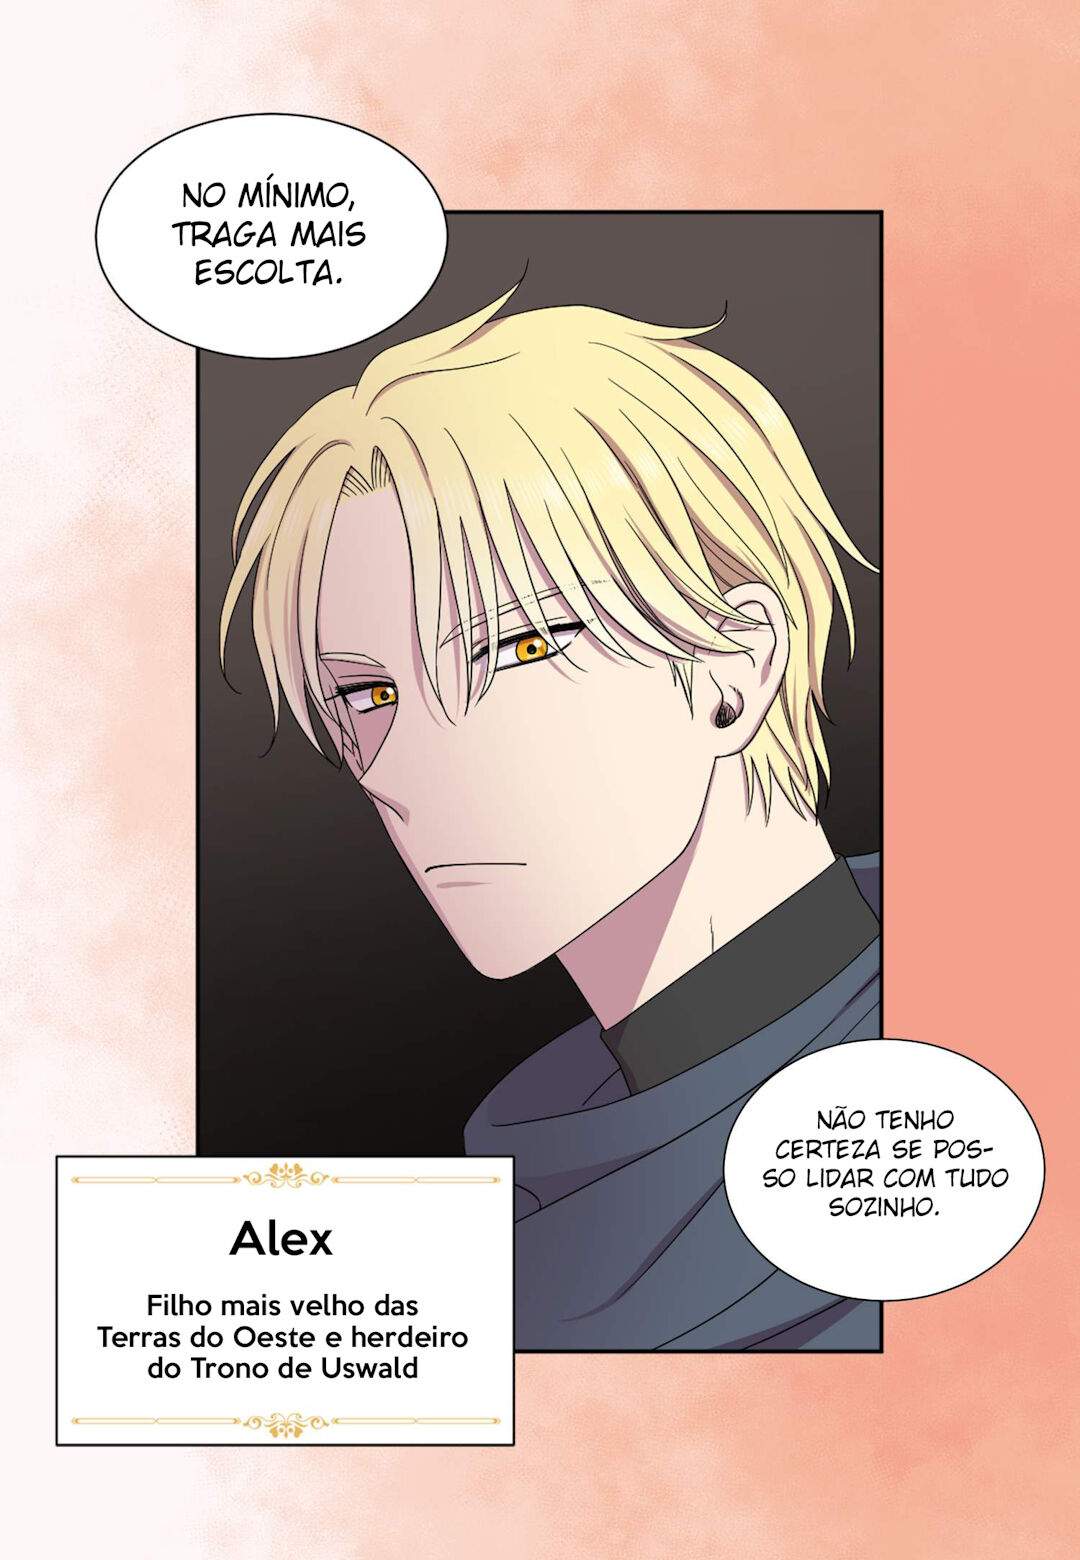 NO MÍNIMO,
TRAGA MAIS
ESCOLTA.
NÃO TENHO
CERTEZA SE POS-
SO LIDAR COM TUDO
SOZINHO.
Alex
Filho mais velho das
Terras do Oeste e herdeiro
do Trono de Uswald